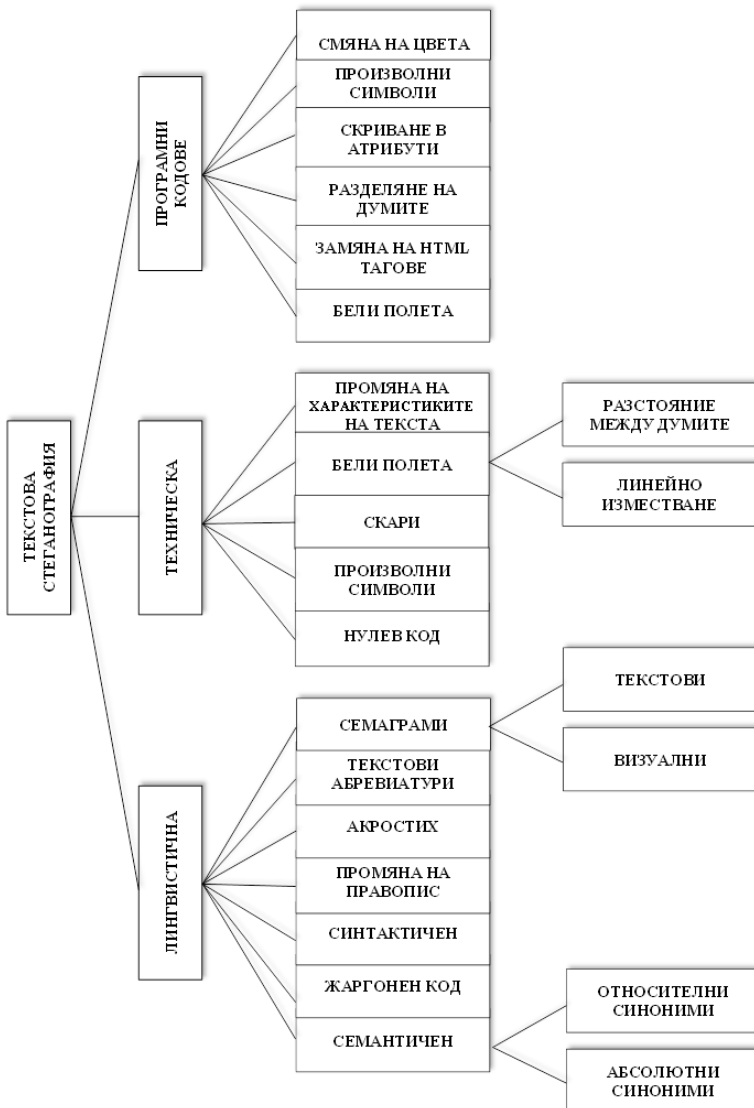 ТЕКСТОВА
СТЕГАНОГРАФИЯ
ПРОГРАМНИ
КОДОВЕ
СМЯНА НА ЦВЕТА
ПРОИЗВОЛНИ
СИМВОЛИ
СКРИВАНЕ В
АТРИБУТИ
РАЗДЕЛЯНЕ НА
ДУМИТЕ
ЗАМЯНА НА HTML
ТАГОВЕ
БЕЛИ ПОЛЕТА
ТЕХНИЧЕСКА
ПРОМЯНА НА
ХАРАКТЕРИСТИКИТЕ
НА ТЕКСТА
БЕЛИ ПОЛЕТА
РАЗСТОЯНИЕ
МЕЖДУ ДУМИТЕ
ЛИНЕЙНО
ИЗМЕСТВАНЕ
СКАРИ
ПРОИЗВОЛНИ
СИМВОЛИ
НУЛЕВ КОД
ЛИНГВИСТИЧНА
СЕМАГРАМИ
ТЕКСТОВИ
ВИЗУАЛНИ
ТЕКСТОВИ
АБРЕВИАТУРИ
АКРОСТИХ
ПРОМЯНА НА
ПРАВОПИС
СИНТАКТИЧЕН
ЖАРГОНЕН КОД
СЕМАНТИЧЕН
ОТНОСИТЕЛНИ
СИНОНИМИ
АБСОЛЮТНИ
СИНОНИМИ